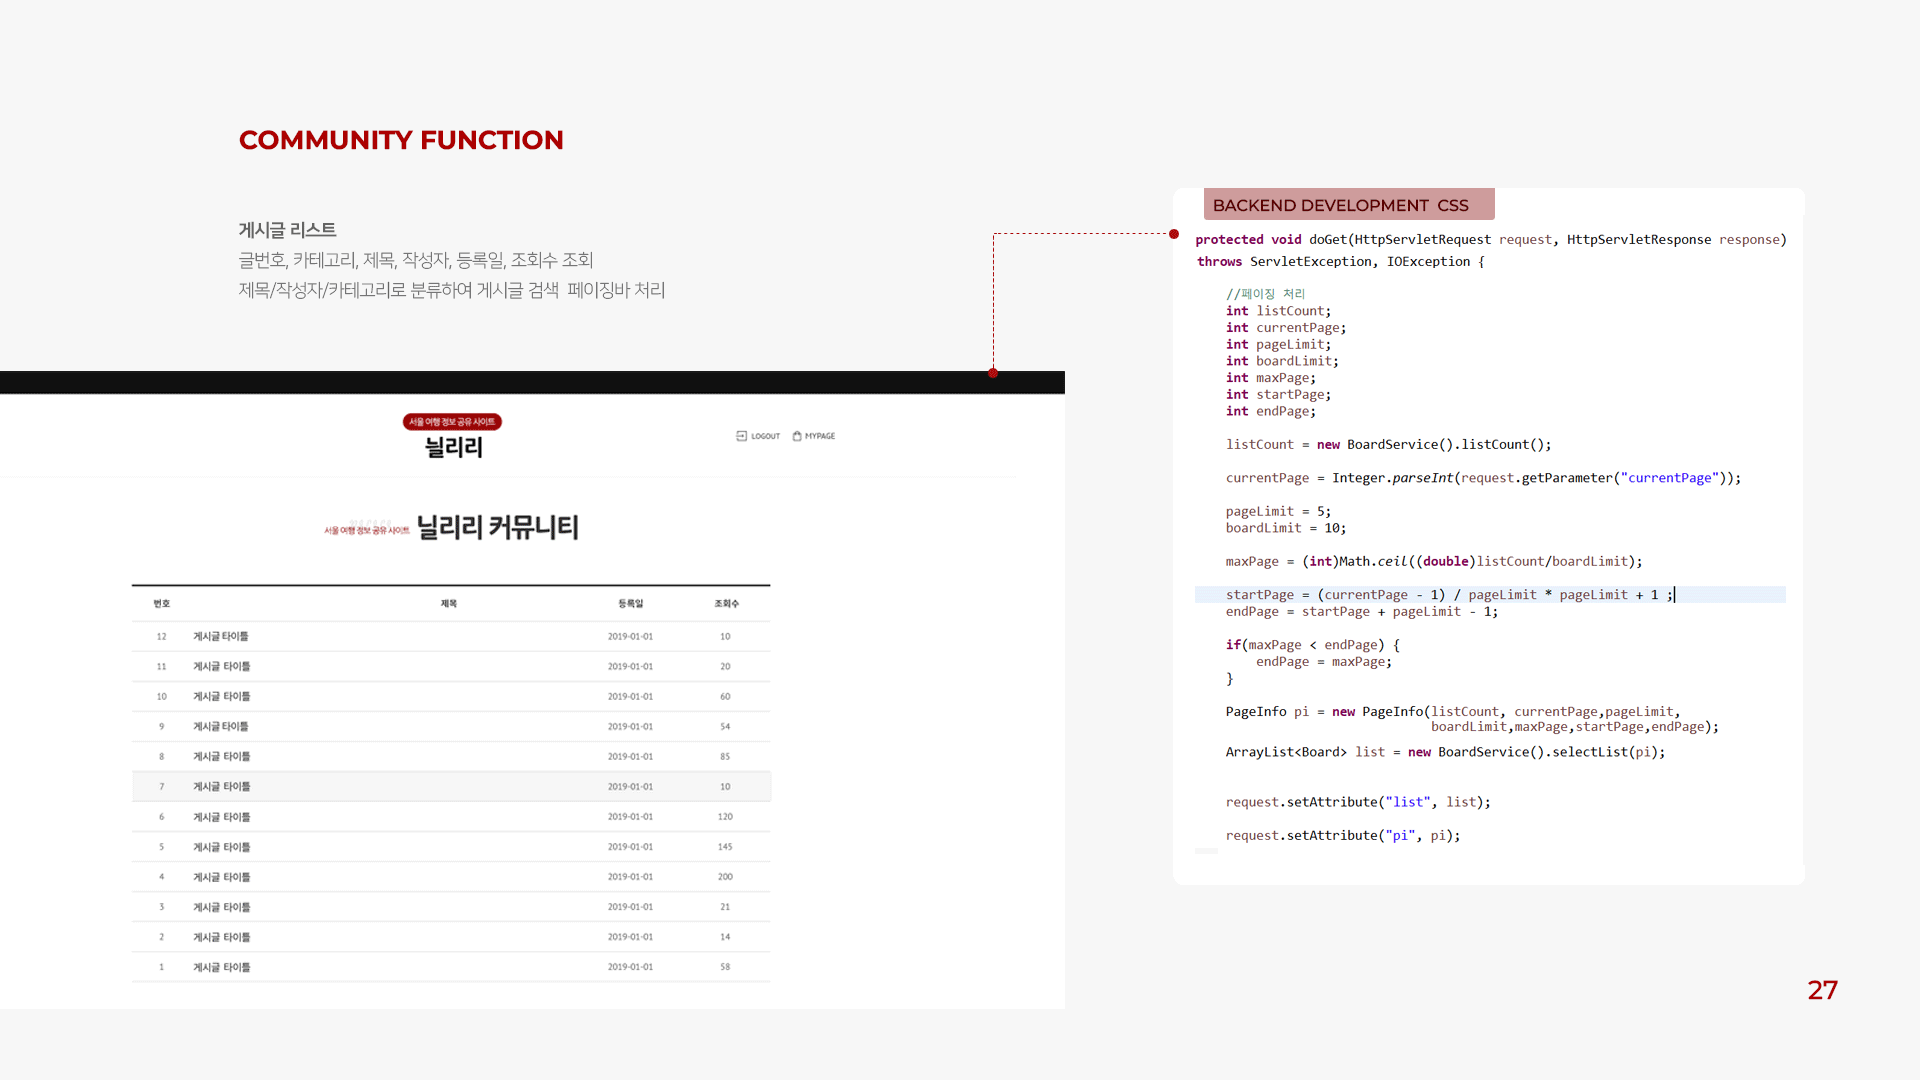 COMMUNITY FUNCTION
게시글 리스트
글번호, 카테고리, 제목, 작성자, 등록일, 조회수 조회
제목/작성자/카테고리로 분류하여 게시글 검색  페이징바 처리
서울 여행 정보 공유 사이트
닐리리
LOGOUT MYPAGE
서울 여행 정보 공유 사이트 닐리리 커뮤니티
번호 제목 등록일 조회수
12 게시글 타이틀 2019-01-01 10
11 게시글 타이틀 2019-01-01 20
10 게시글 타이틀 2019-01-01 60
9 게시글 타이틀 2019-01-01 54
8 게시글 타이틀 2019-01-01 85
7 게시글 타이틀 2019-01-01 10
6 게시글 타이틀 2019-01-01 120
5 게시글 타이틀 2019-01-01 145
4 게시글 타이틀 2019-01-01 200
3 게시글 타이틀 2019-01-01 21
2 게시글 타이틀 2019-01-01 14
1 게시글 타이틀 2019-01-01 58
BACKEND DEVELOPMENT  CSS
protected void doGet(HttpServletRequest request, HttpServletResponse response)
throws ServletException, IOException {
//페이징 처리
int listCount;
int currentPage;
int pageLimit;
int boardLimit;
int maxPage;
int startPage;
int endPage;
listCount = new BoardService().listCount();
currentPage = Integer.parseInt(request.getParameter("currentPage"));
pageLimit = 5;
boardLimit = 10;
maxPage = (int)Math.ceil((double)listCount/boardLimit);
startPage = (currentPage - 1) / pageLimit * pageLimit + 1 ;
endPage = startPage + pageLimit - 1;
if(maxPage < endPage) {
endPage = maxPage;
}
PageInfo pi = new PageInfo(listCount, currentPage,pageLimit,
boardLimit,maxPage,startPage,endPage);
ArrayList<Board> list = new BoardService().selectList(pi);
request.setAttribute("list", list);
request.setAttribute("pi", pi);
27